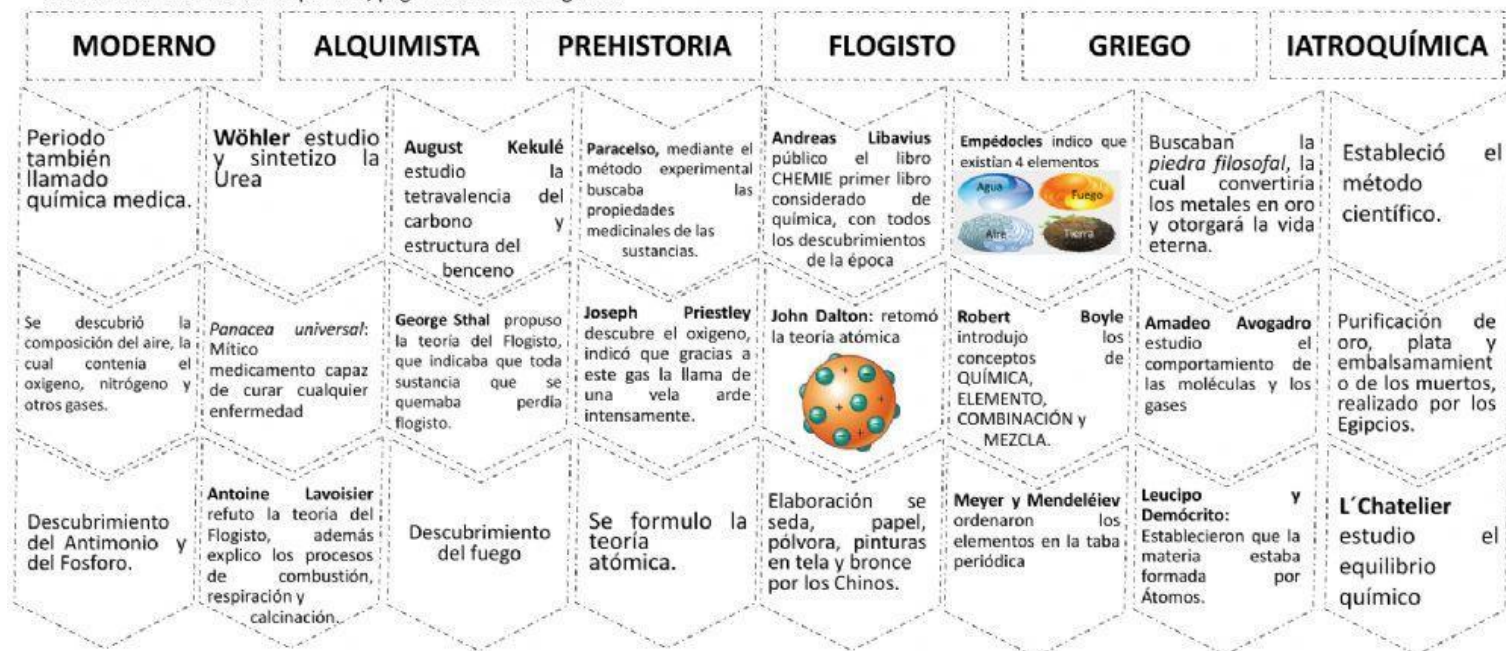 MODERNO
ALQUIMISTA
PREHISTORIA
FLOGISTO
GRIEGO
IATROQUÍMICA
Periodo
también
llamado
química medica.
Wöhler estudio
y sintetizo la
Urea
August Kekulé
estudio la
tetravalencia del
carbono y
estructura del
benceno
Paracelso, mediante el
método experimental
buscaba las
propiedades
medicinales de las
sustancias.
Andreas Libavius
público el libro
CHEMIE primer libro
considerado de
química, con todos
los descubrimientos
de la época
Empédocles indico que
existían 4 elementos
Agua
Fuego
Aire
Tierra
Buscaban la
piedra filosofal, la
cual convertiría
los metales en oro
y otorgará la vida
eterna.
Estableció el
método
científico.
Se descubrió la
composición del aire, la
cual contenía el
oxigeno, nitrógeno y
otros gases.
Panacea universal:
Mítico
medicamento capaz
de curar cualquier
enfermedad
George Sthal propuso
la teoría del Flogisto,
que indicaba que toda
sustancia que se
quemaba perdía
flogisto.
Joseph Priestley
descubre el oxigeno,
indicó que gracias a
este gas la llama de
una vela arde
intensamente.
John Dalton: retomó
la teoría atómica
Robert Boyle
introdujo los
conceptos de
QUÍMICA,
ELEMENTO,
COMBINACIÓN y
MEZCLA.
Amadeo Avogadro
estudio el
comportamiento de
las moléculas y los
gases
Purificación de
oro, plata y
embalsamamient
o de los muertos,
realizado por los
Egipcios.
Descubrimiento
del Antimonio y
del Fosforo.
Antoine Lavoisier
refuto la teoría del
Flogisto, además
explico los procesos
de combustión,
respiración y
calcinación.
Descubrimiento
del fuego
Se formulo la
teoría
atómica.
Elaboración se
seda, papel,
pólvora, pinturas
en tela y bronce
por los Chinos.
Meyer y Mendeléiev
ordenaron los
elementos en la taba
periódica
Leucipo y
Demócrito:
Establecieron que la
materia estaba
formada por
Átomos.
L´Chatelier
estudio el
equilibrio
químico